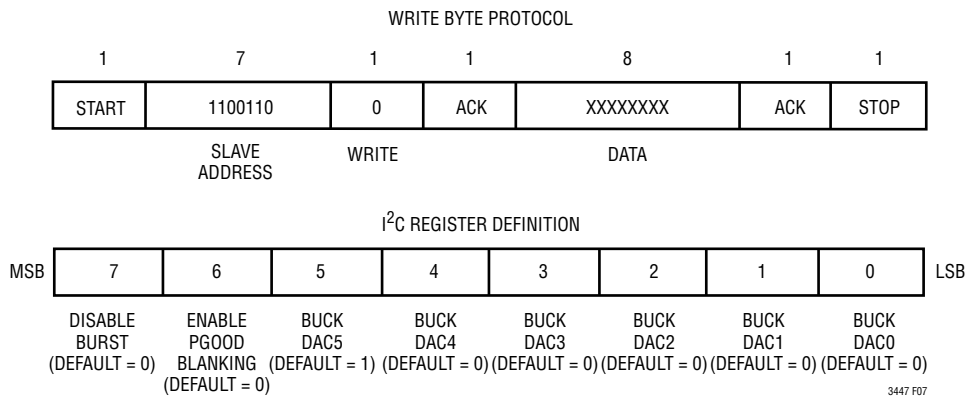 WRITE BYTE PROTOCOL
1 7 1 1 8 1 1
START 1100110 0 ACK XXXXXXXX ACK STOP
SLAVE WRITE DATA
ADDRESS
I2C REGISTER DEFINITION
MSB 7 6 5 4 3 2 1 0 LSB
DISABLE ENABLE BUCK BUCK BUCK BUCK BUCK BUCK
BURST PGOOD DAC5 DAC4 DAC3 DAC2 DAC1 DAC0
(DEFAULT = 0) BLANKING (DEFAULT = 1) (DEFAULT = 0) (DEFAULT = 0) (DEFAULT = 0) (DEFAULT = 0) (DEFAULT = 0)
(DEFAULT = 0)
3447 F07